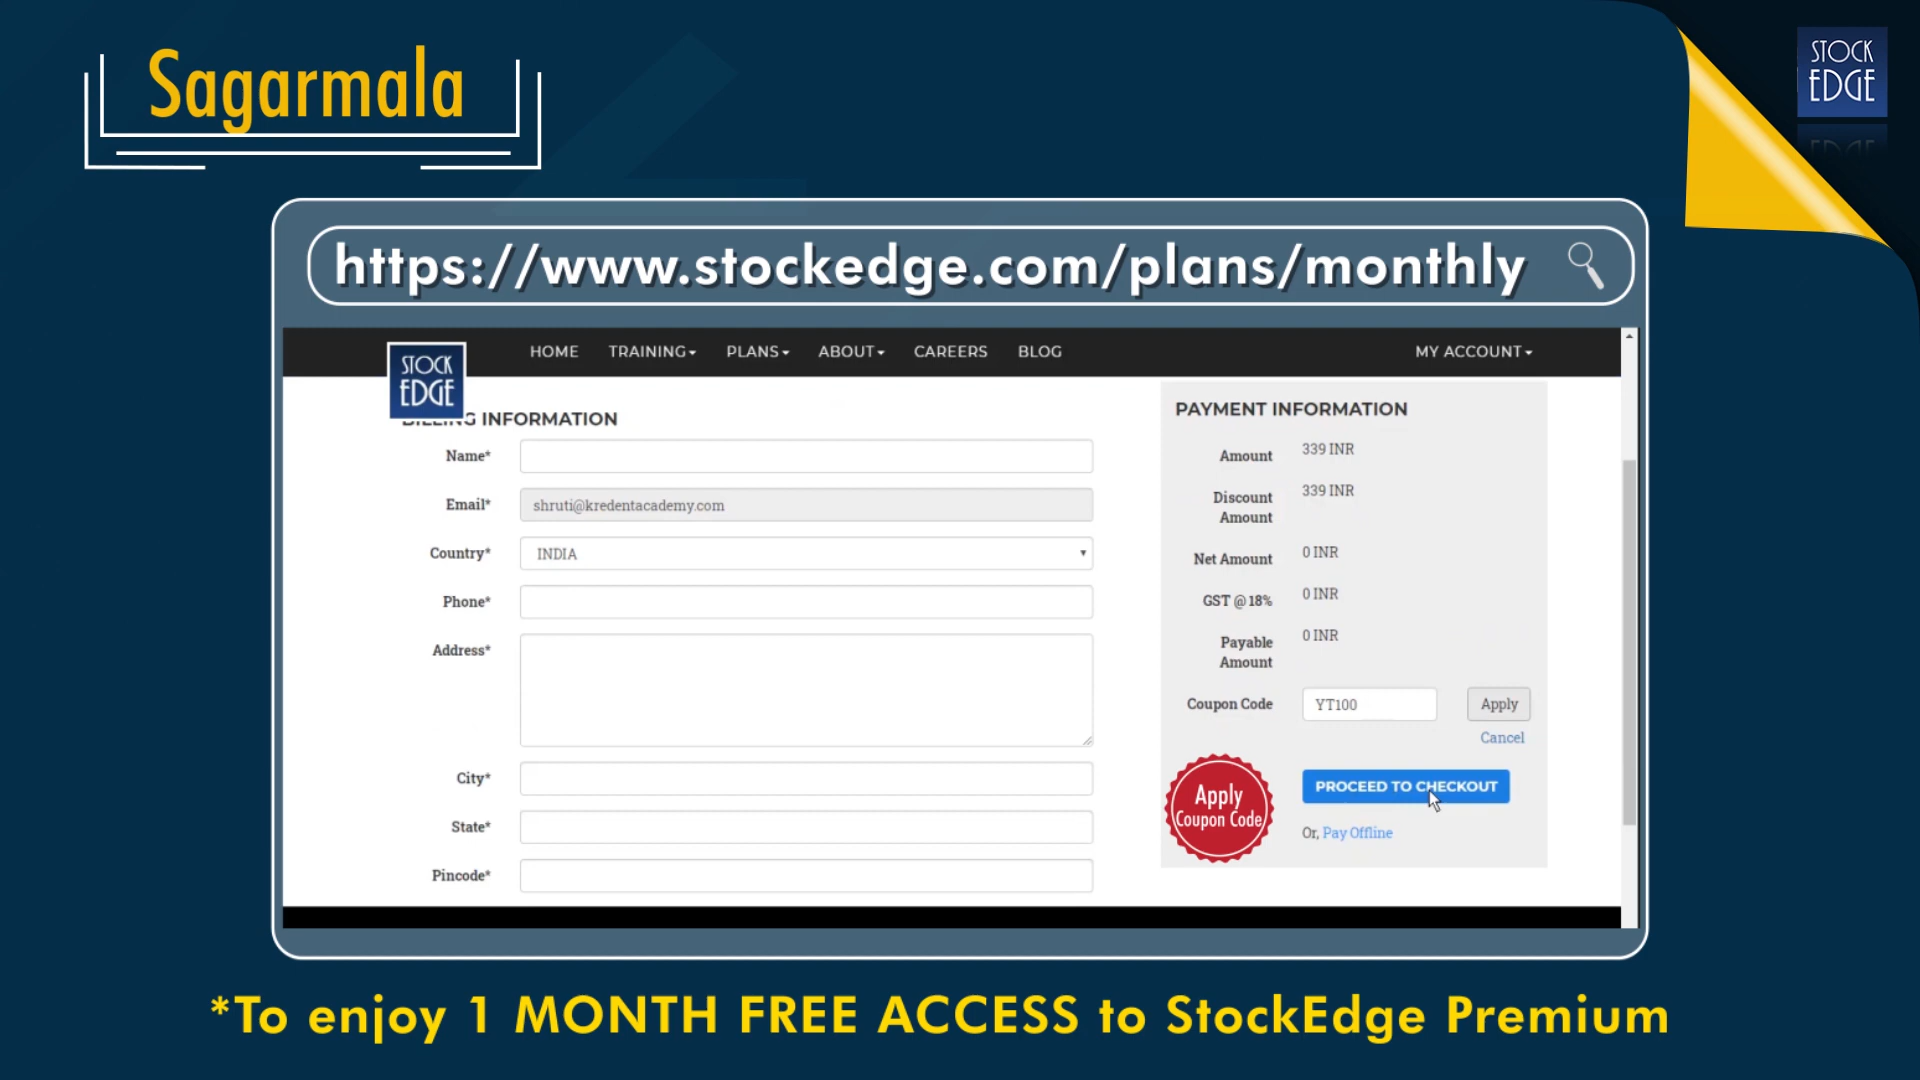 Sagarmala
STOCK
EDGE
https://www.stockedge.com/plans/monthly
STOCK
EDGE
HOME
TRAINING
PLANS
ABOUT
CAREERS
BLOG
MY ACCOUNT
BILLING INFORMATION
Name*
Email* shruti@kredentacademy.com
Country* INDIA
Phone*
Address*
City*
State*
Pincode*
PAYMENT INFORMATION
Amount 339 INR
Discount 339 INR
Amount
Net Amount 0 INR
GST @ 18% 0 INR
Payable 0 INR
Amount
Coupon Code YT100 Apply
Cancel
Apply
Coupon Code
PROCEED TO CHECKOUT
Or, Pay Offline
*To enjoy 1 MONTH FREE ACCESS to StockEdge Premium